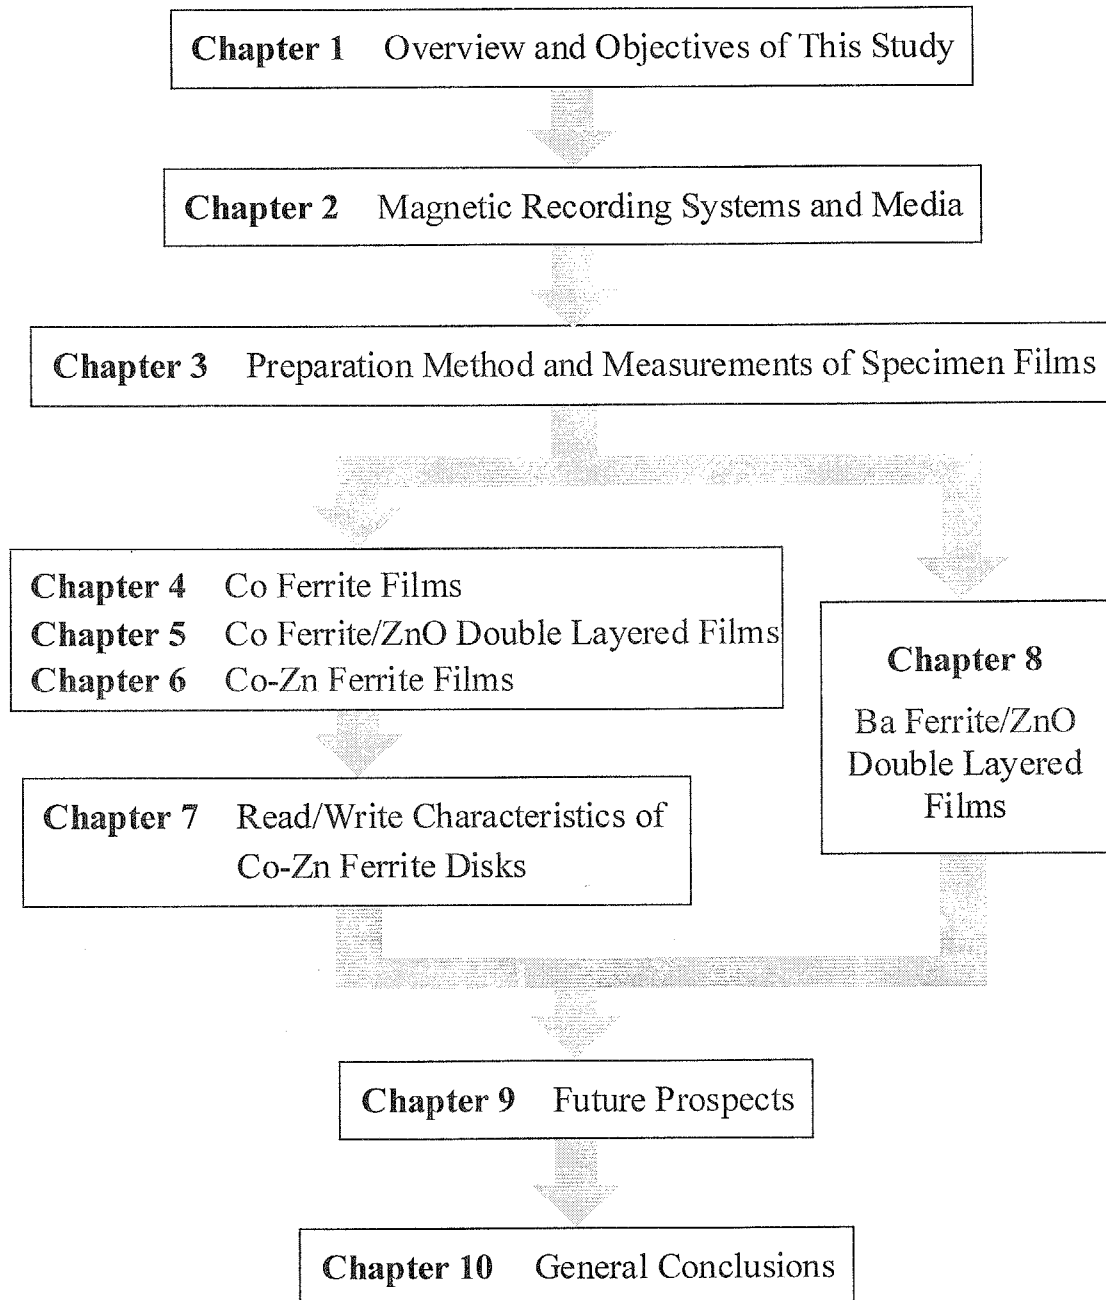 Chapter 1 Overview and Objectives of This Study
Chapter 2 Magnetic Recording Systems and Media
Chapter 3 Preparation Method and Measurements of Specimen Films
Chapter 4 Co Ferrite Films
Chapter 5 Co Ferrite/ZnO Double Layered Films
Chapter 6 Co-Zn Ferrite Films
Chapter 7 Read/Write Characteristics of
Co-Zn Ferrite Disks
Chapter 8
Ba Ferrite/ZnO
Double Layered
Films
Chapter 9 Future Prospects
Chapter 10 General Conclusions